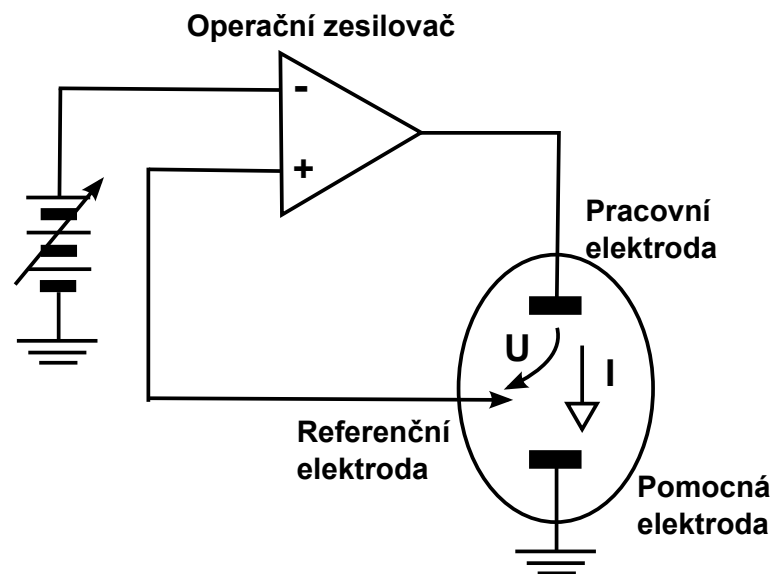 Operační zesilovač
-
+
Pracovní
elektroda
U
I
Referenční
elektroda
Pomocná
elektroda